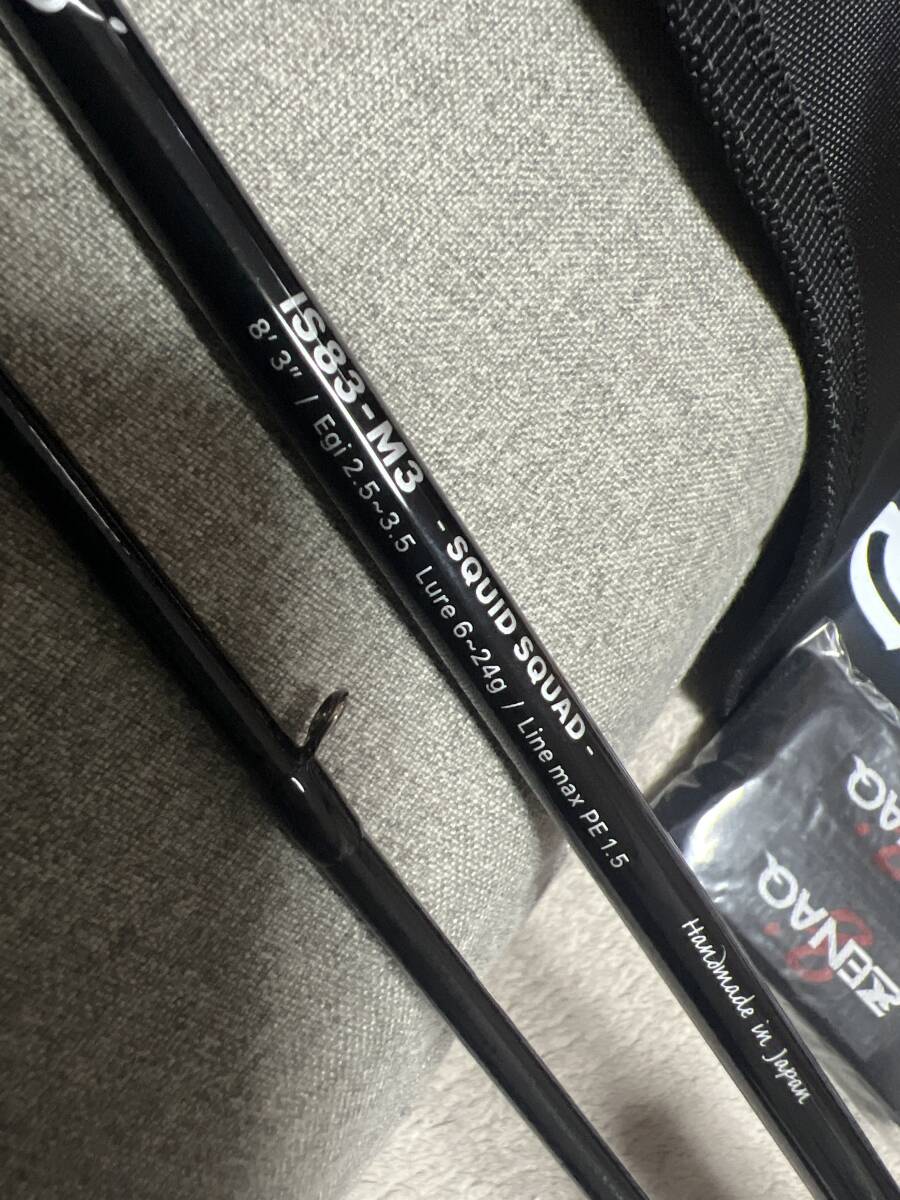 IS83-M3 - SQUID SQUAD -
8' 3" / Egi 2.5~3.5 Lure 6~24g / Line max PE 1.5
Handmade in Japan
ZENAQ